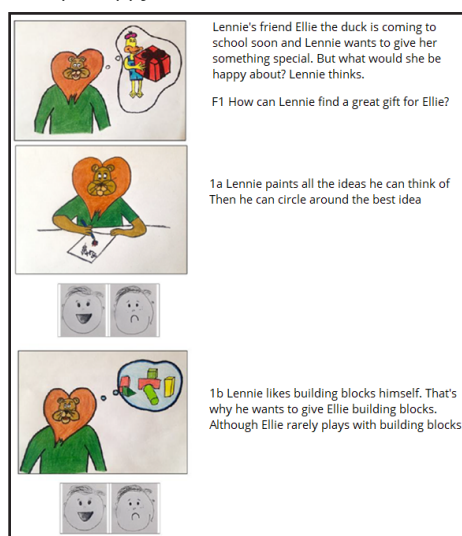 Lennie's friend Ellie the duck is coming to
school soon and Lennie wants to give her
something special. But what would she be
happy about? Lennie thinks.
F1 How can Lennie find a great gift for Ellie?
1a Lennie paints all the ideas he can think of
Then he can circle around the best idea
1b Lennie likes building blocks himself. That's
why he wants to give Ellie building blocks.
Although Ellie rarely plays with building blocks